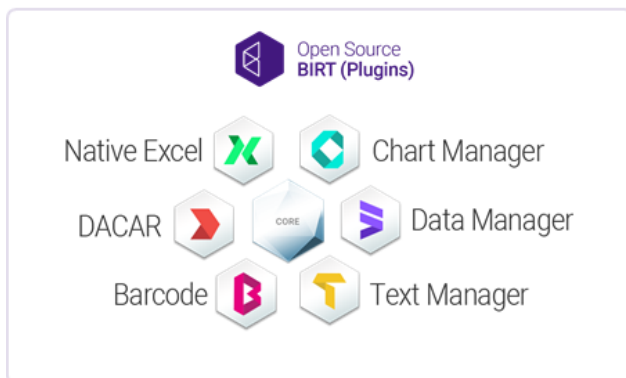 Open Source
BIRT (Plugins)
Native Excel
Chart Manager
DACAR
CORE
Data Manager
Barcode
Text Manager